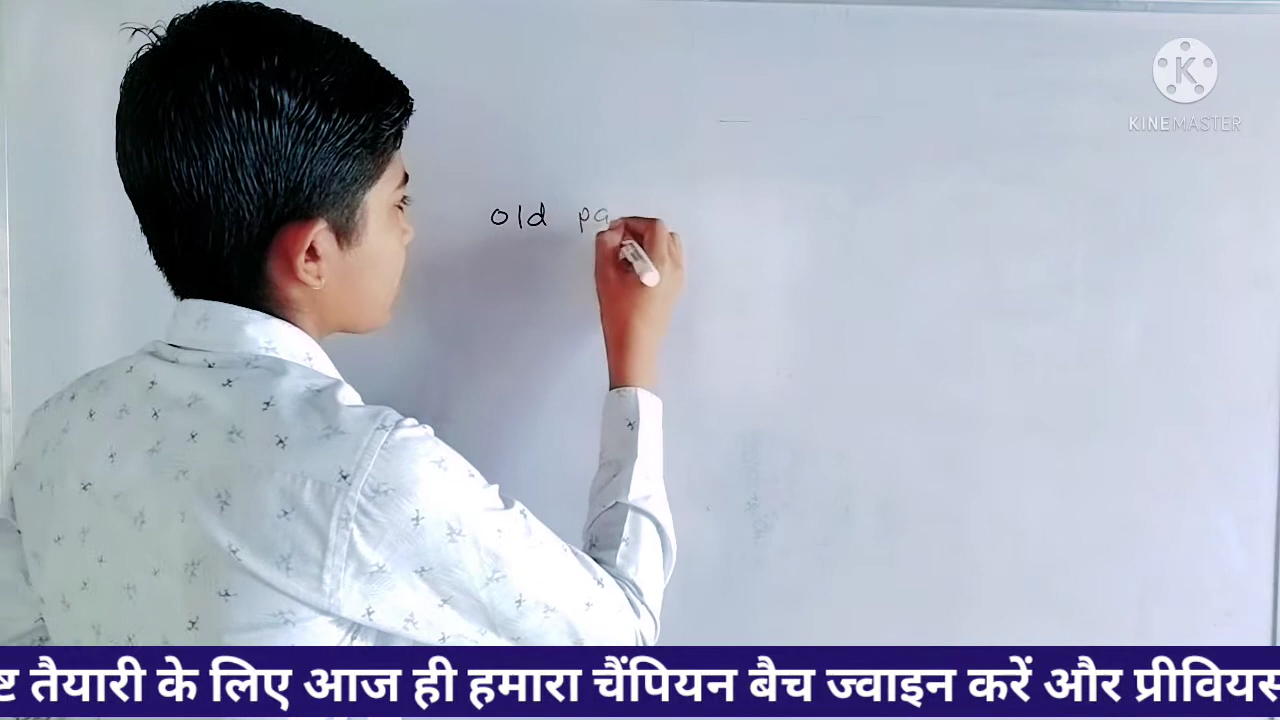 KINEMASTER
old pa
ष्ट तैयारी के लिए आज ही हमारा चैंपियन बैच ज्वाइन करें और प्रीवियस